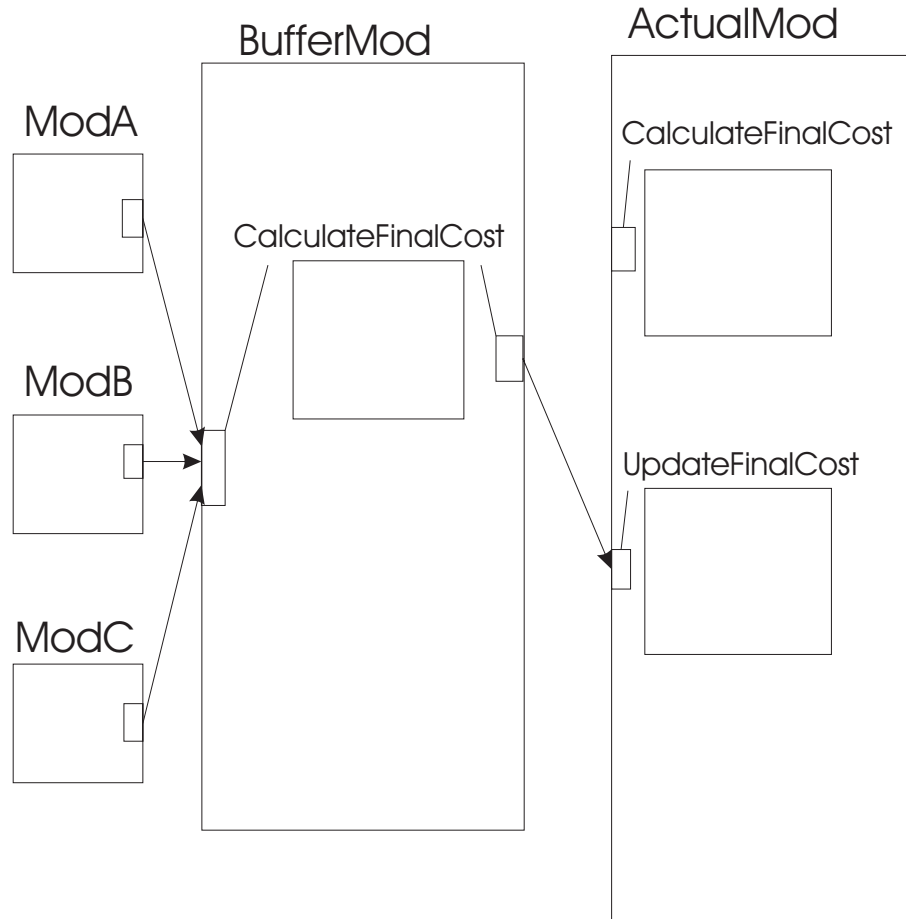 BufferMod
ActualMod
ModA
CalculateFinalCost
CalculateFinalCost
ModB
UpdateFinalCost
ModC